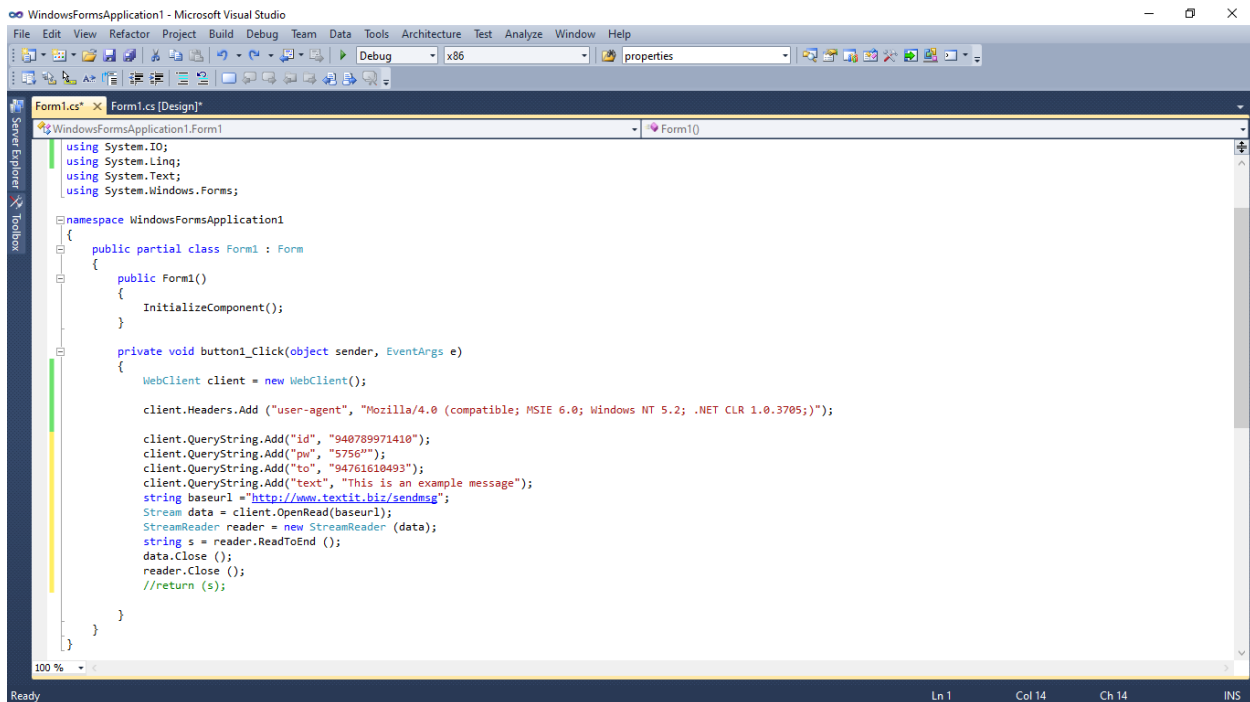 WindowsFormsApplication1 - Microsoft Visual Studio
File Edit View Refactor Project Build Debug Team Data Tools Architecture Test Analyze Window Help
Debug x86 properties
Form1.cs* Form1.cs [Design]*
Server Explorer
Toolbox
WindowsFormsApplication1.Form1 Form1()
using System.IO;
using System.Linq;
using System.Text;
using System.Windows.Forms;
namespace WindowsFormsApplication1
{
public partial class Form1 : Form
{
public Form1()
{
InitializeComponent();
}
private void button1_Click(object sender, EventArgs e)
{
WebClient client = new WebClient();
client.Headers.Add ("user-agent", "Mozilla/4.0 (compatible; MSIE 6.0; Windows NT 5.2; .NET CLR 1.0.3705;)");
client.QueryString.Add("id", "940789971410");
client.QueryString.Add("pw", "5756”");
client.QueryString.Add("to", "94761610493");
client.QueryString.Add("text", "This is an example message");
string baseurl ="http://www.textit.biz/sendmsg";
Stream data = client.OpenRead(baseurl);
StreamReader reader = new StreamReader (data);
string s = reader.ReadToEnd ();
data.Close ();
reader.Close ();
//return (s);
}
}
}
100 %
Ready Ln 1 Col 14 Ch 14 INS